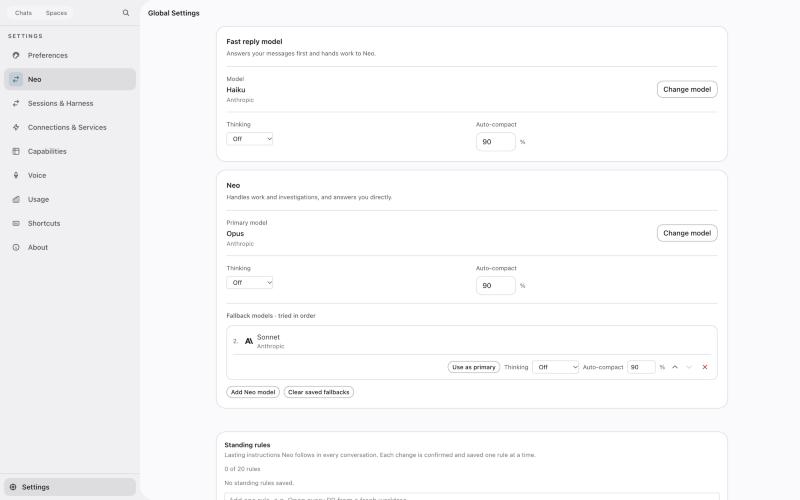 Chats Spaces
Global Settings
SETTINGS
Preferences
Neo
Sessions & Harness
Connections & Services
Capabilities
Voice
Usage
Shortcuts
About
Settings
Fast reply model
Answers your messages first and hands work to Neo.
Model
Haiku
Anthropic
Change model
Thinking Auto-compact
Off 90 %
Neo
Handles work and investigations, and answers you directly.
Primary model
Opus
Anthropic
Change model
Thinking Auto-compact
Off 90 %
Fallback models - tried in order
2. Sonnet
Anthropic
Use as primary Thinking Off Auto-compact 90 %
Add Neo model Clear saved fallbacks
Standing rules
Lasting instructions Neo follows in every conversation. Each change is confirmed and saved one rule at a time.
0 of 20 rules
No standing rules saved.